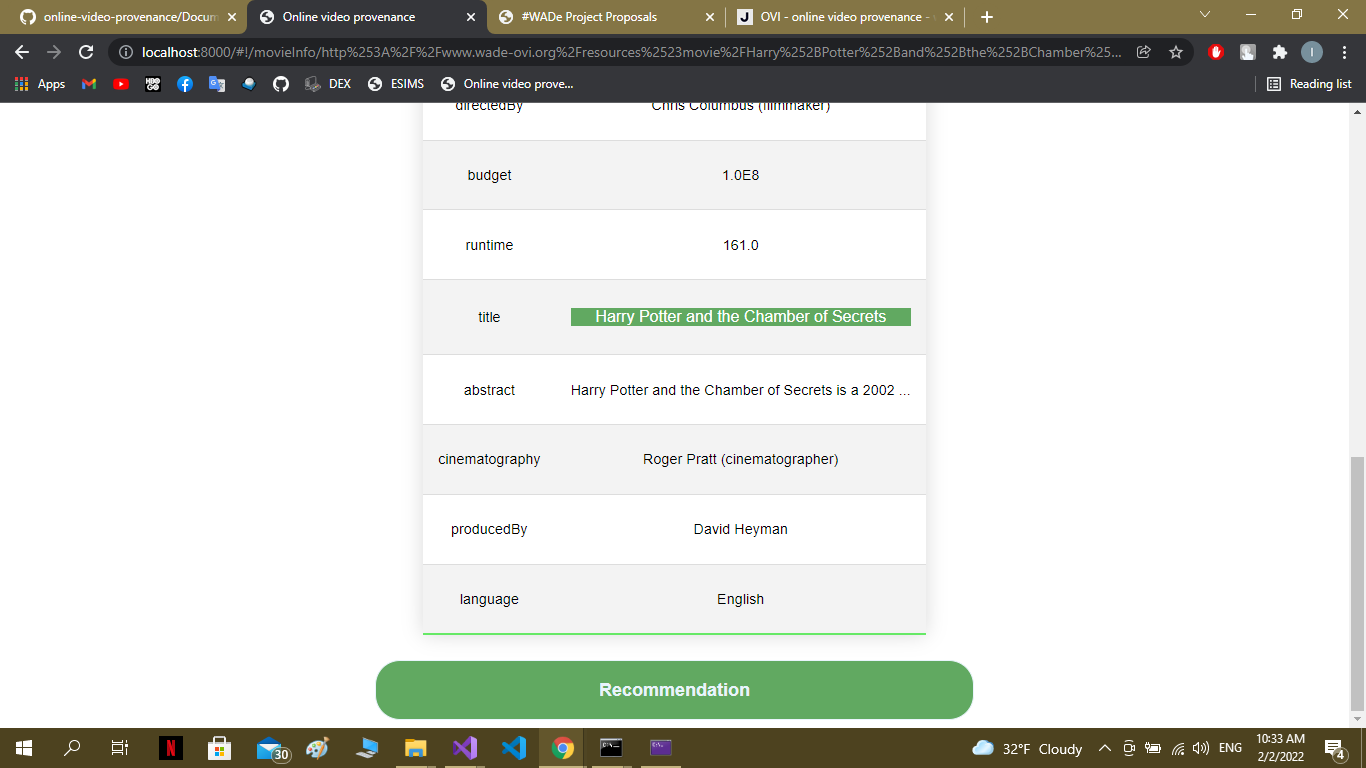 online-video-provenance/Docum
Online video provenance
#WADe Project Proposals
OVI - online video provenance -
localhost:8000/#!/movieInfo/http%253A%2F%2Fwww.wade-ovi.org%2Fresources%2523movie%2FHarry%252BPotter%252Band%252Bthe%252BChamber%25...
I
Apps
HBO GO
DEX
ESIMS
Online video prove...
Reading list
directedBy Chris Columbus (filmmaker)
budget 1.0E8
runtime 161.0
title Harry Potter and the Chamber of Secrets
abstract Harry Potter and the Chamber of Secrets is a 2002 ...
cinematography Roger Pratt (cinematographer)
producedBy David Heyman
language English
Recommendation
30
32°F Cloudy
ENG
10:33 AM
2/2/2022
4